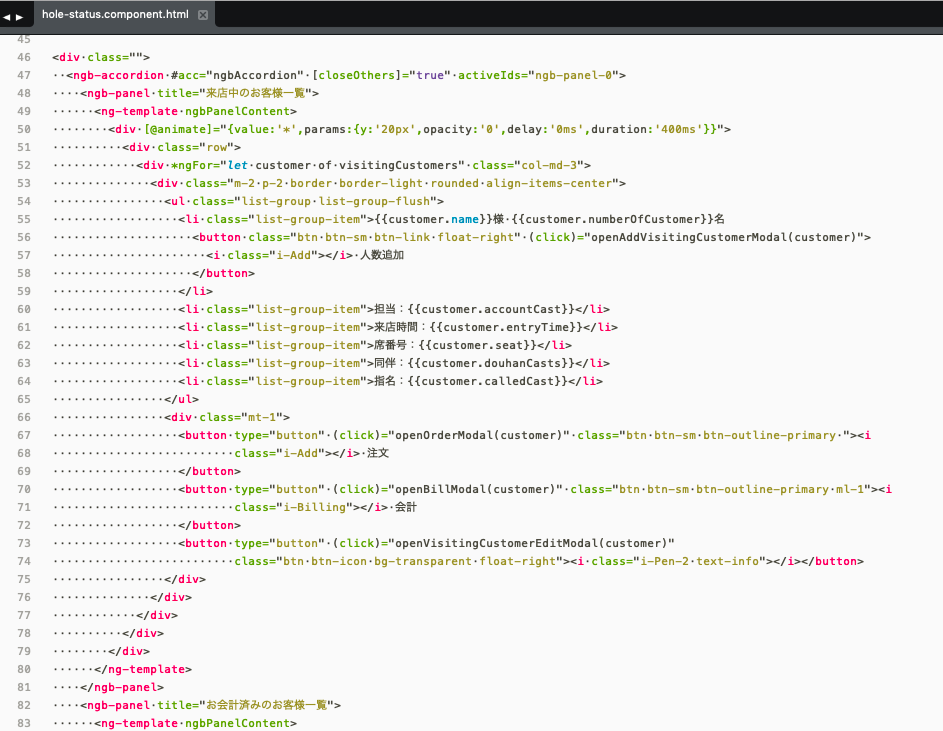 hole-status.component.html
45
46 <div class="">
47   <ngb-accordion #acc="ngbAccordion" [closeOthers]="true" activeIds="ngb-panel-0">
48     <ngb-panel title="来店中のお客様一覧">
49       <ng-template ngbPanelContent>
50         <div [@animate]="{value:'*',params:{y:'20px',opacity:'0',delay:'0ms',duration:'400ms'}}">
51           <div class="row">
52             <div *ngFor="let customer of visitingCustomers" class="col-md-3">
53               <div class="m-2 p-2 border border-light rounded align-items-center">
54                 <ul class="list-group list-group-flush">
55                   <li class="list-group-item">{{customer.name}}様 {{customer.numberOfCustomer}}名
56                     <button class="btn btn-sm btn-link float-right" (click)="openAddVisitingCustomerModal(customer)">
57                       <i class="i-Add"></i> 人数追加
58                     </button>
59                   </li>
60                   <li class="list-group-item">担当：{{customer.accountCast}}</li>
61                   <li class="list-group-item">来店時間：{{customer.entryTime}}</li>
62                   <li class="list-group-item">席番号：{{customer.seat}}</li>
63                   <li class="list-group-item">同伴：{{customer.douhanCasts}}</li>
64                   <li class="list-group-item">指名：{{customer.calledCast}}</li>
65                 </ul>
66                 <div class="mt-1">
67                   <button type="button" (click)="openOrderModal(customer)" class="btn btn-sm btn-outline-primary "><i
68                           class="i-Add"></i> 注文
69                   </button>
70                   <button type="button" (click)="openBillModal(customer)" class="btn btn-sm btn-outline-primary ml-1"><i
71                           class="i-Billing"></i> 会計
72                   </button>
73                   <button type="button" (click)="openVisitingCustomerEditModal(customer)"
74                           class="btn btn-icon bg-transparent float-right"><i class="i-Pen-2 text-info"></i></button>
75                 </div>
76               </div>
77             </div>
78           </div>
79         </div>
80       </ng-template>
81     </ngb-panel>
82     <ngb-panel title="お会計済みのお客様一覧">
83       <ng-template ngbPanelContent>